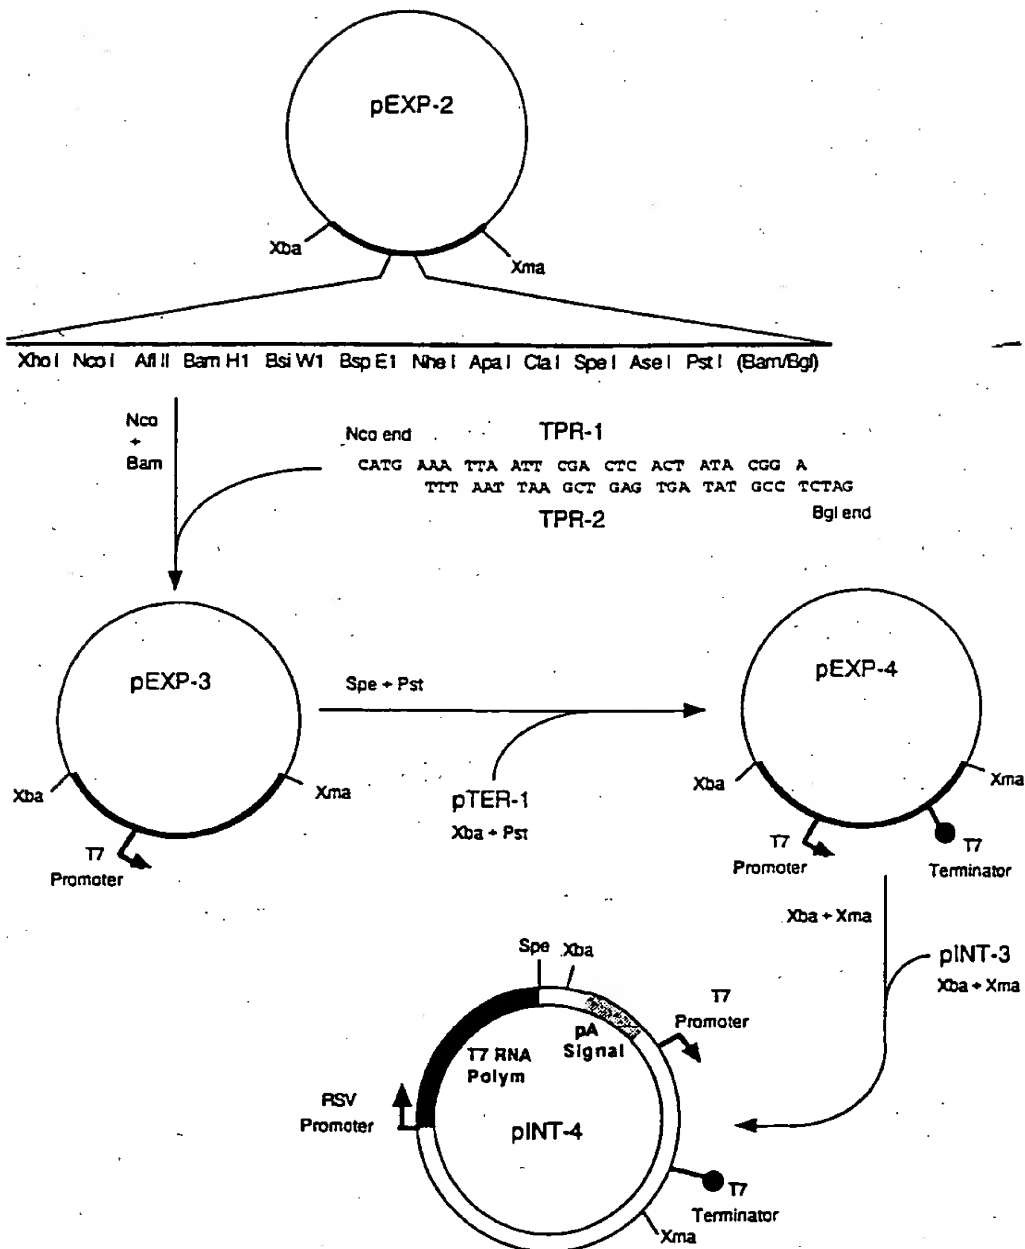 pEXP-2
Xba
Xma
Xho I Nco I Afl II Bam H1 Bsi W1 Bsp E1 Nhe I Apa I Cla I Spe I Ase I Pst I (Bam/Bgl)
Nco
+
Bam
Nco end
TPR-1
CATG AAA TTA ATT CGA CTC ACT ATA CGG A
TTT AAT TAA GCT GAG TGA TAT GCC TCTAG
TPR-2
Bgl end
pEXP-3
Spe + Pst
pEXP-4
Xba
Xma
pTER-1
Xba + Pst
T7
Promoter
Xba
Xma
T7
Promoter
T7
Terminator
Xba + Xma
pINT-3
Xba + Xma
Spe
Xba
T7
Promoter
pA
Signal
T7 RNA
Polym
RSV
Promoter
pINT-4
T7
Terminator
Xma